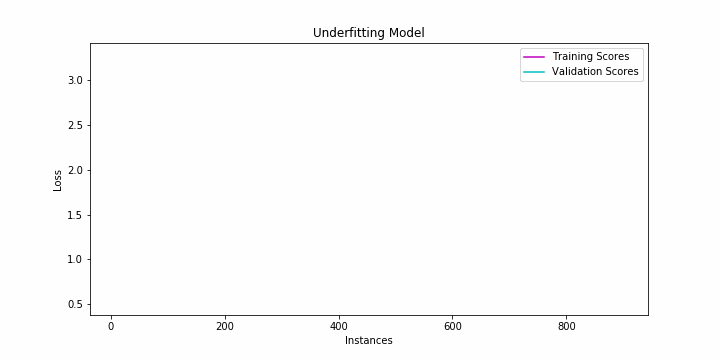 Underfitting Model
Training Scores
Validation Scores
3.0
2.5
2.0
1.5
1.0
0.5
Loss
0 200 400 600 800
Instances